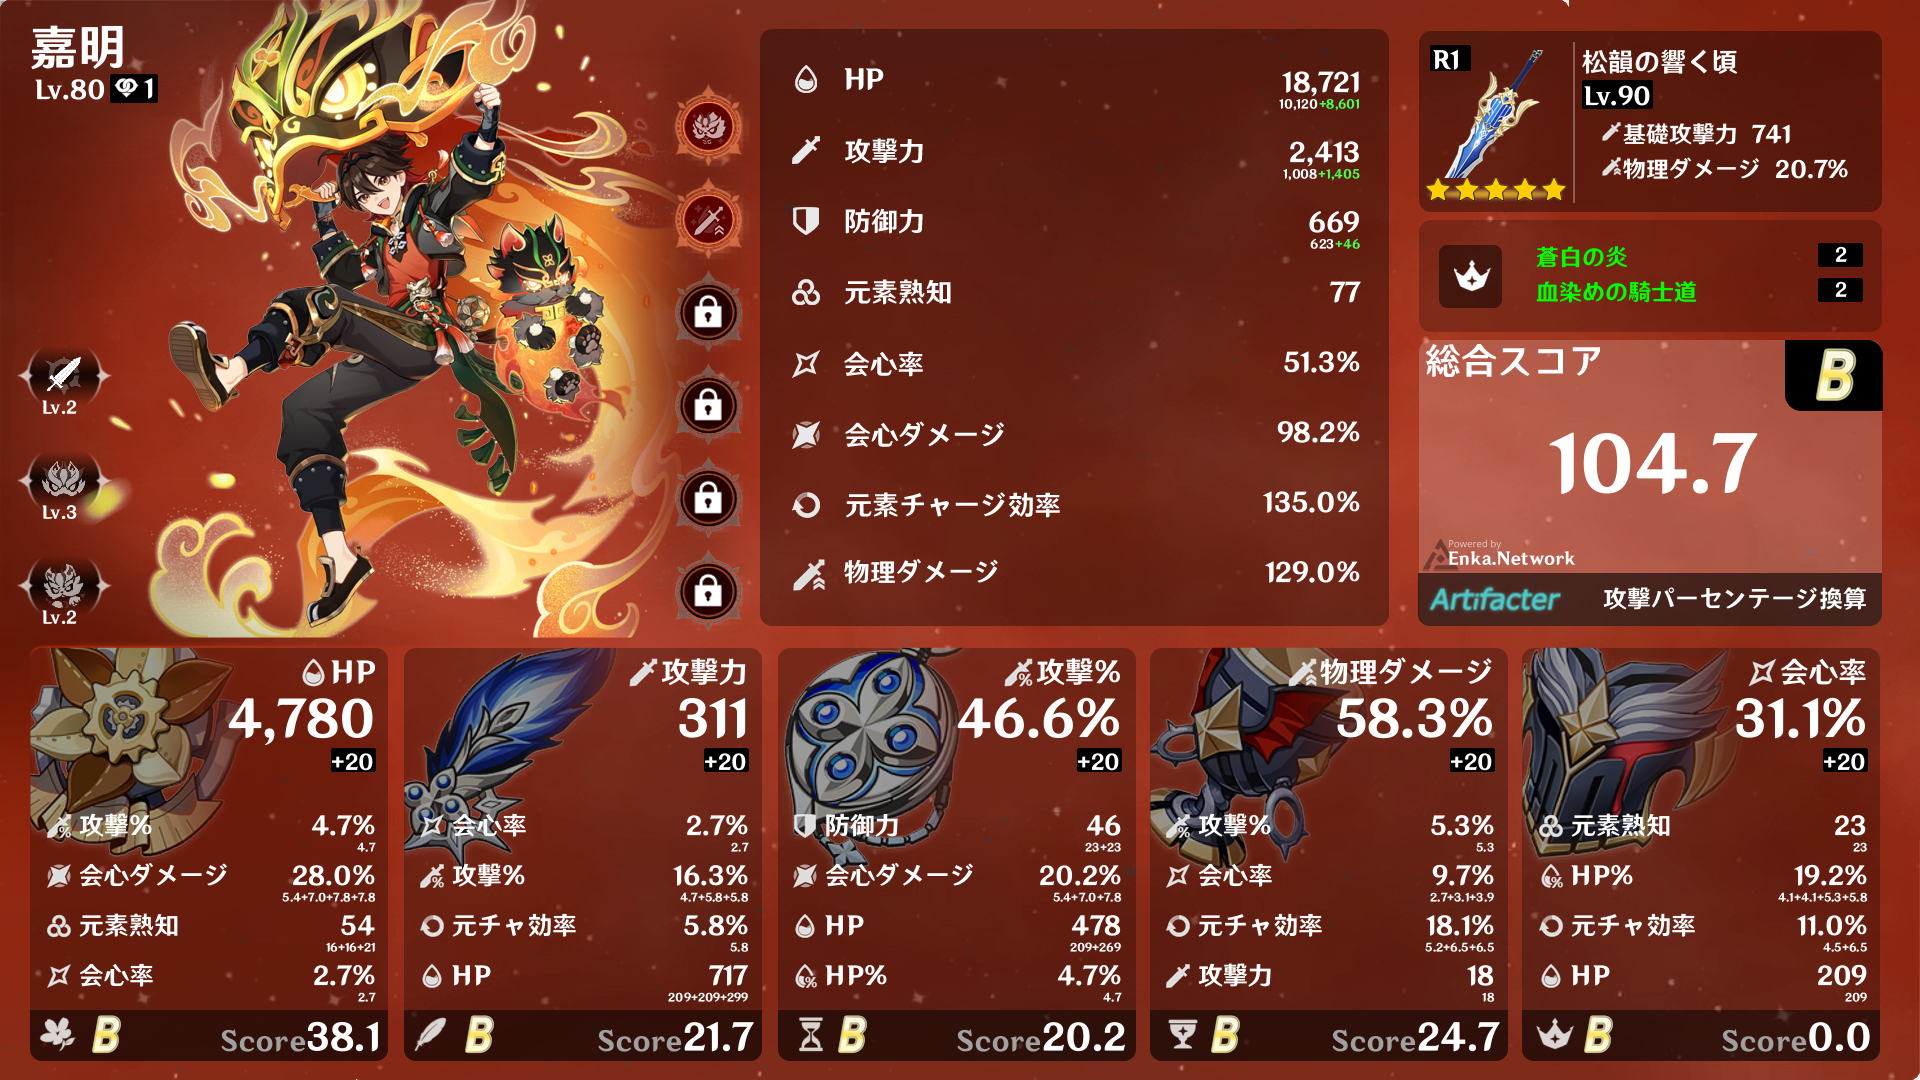 嘉明
Lv.80 1
Lv.2
Lv.3
Lv.2
HP 18,721
10,120+8,601
攻撃力 2,413
1,008+1,405
防御力 669
623+46
元素熟知 77
会心率 51.3%
会心ダメージ 98.2%
元素チャージ効率 135.0%
物理ダメージ 129.0%
R1
松韻の響く頃
Lv.90
基礎攻撃力 741
物理ダメージ 20.7%
蒼白の炎 2
血染めの騎士道 2
総合スコア B
104.7
Powered by
Enka.Network
Artifacter 攻撃パーセンテージ換算
HP
4,780
+20
攻撃% 4.7%
4.7
会心ダメージ 28.0%
5.4+7.0+7.8+7.8
元素熟知 54
16+16+21
会心率 2.7%
2.7
B Score38.1
攻撃力
311
+20
会心率 2.7%
2.7
攻撃% 16.3%
4.7+5.8+5.8
元チャ効率 5.8%
5.8
HP 717
209+209+299
B Score21.7
攻撃%
46.6%
+20
防御力 46
23+23
会心ダメージ 20.2%
5.4+7.0+7.8
HP 478
209+269
HP% 4.7%
4.7
B Score20.2
物理ダメージ
58.3%
+20
攻撃% 5.3%
5.3
会心率 9.7%
2.7+3.1+3.9
元チャ効率 18.1%
5.2+6.5+6.5
攻撃力 18
18
B Score24.7
会心率
31.1%
+20
元素熟知 23
23
HP% 19.2%
4.1+4.1+5.3+5.8
元チャ効率 11.0%
4.5+6.5
HP 209
209
B Score0.0